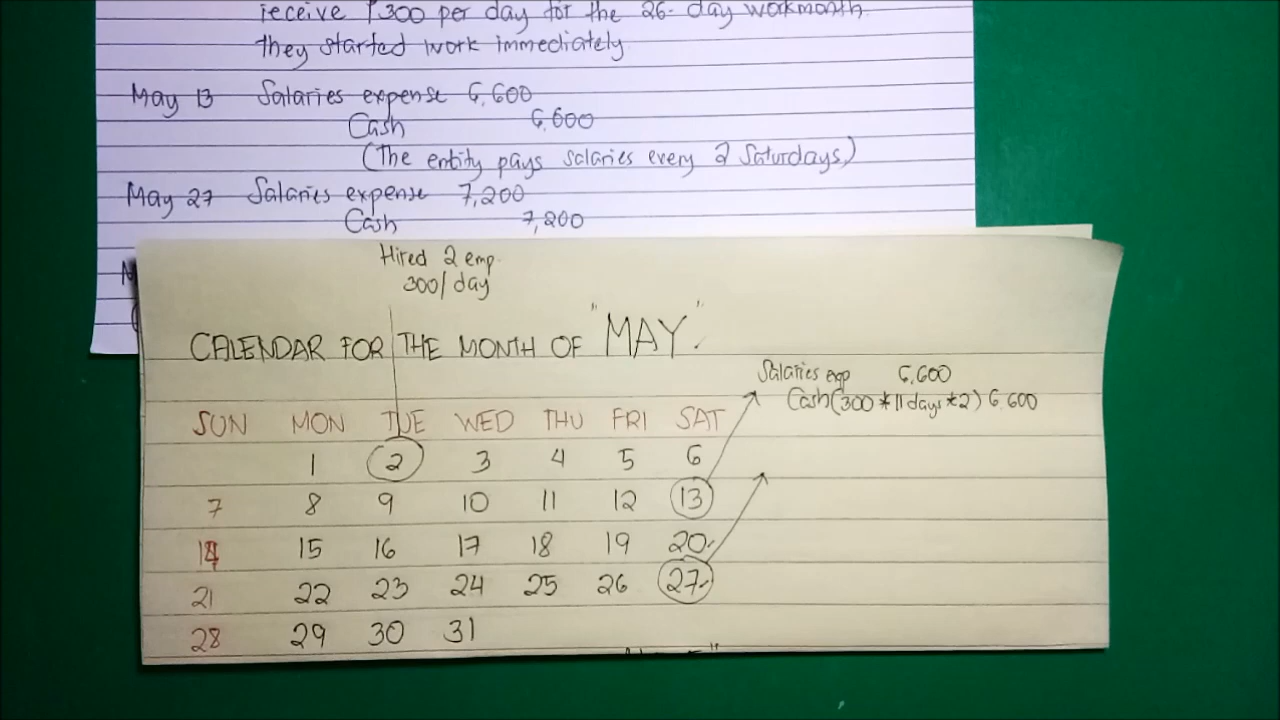 receive ₱300 per day for the 26-day workmonth.
They started work immediately
May 13 Salaries expense 6,600
Cash 6,600
(The entity pays salaries every 2 Saturdays)
May 27 Salaries expense 7,200
Cash 7,200
Hired 2 emp.
300/day
CALENDAR FOR THE MONTH OF "MAY".
Salaries exp 6,600
Cash (300 * 11 days * 2) 6,600
SUN MON TUE WED THU FRI SAT
1 2 3 4 5 6
7 8 9 10 11 12 13
14 15 16 17 18 19 20
21 22 23 24 25 26 27
28 29 30 31